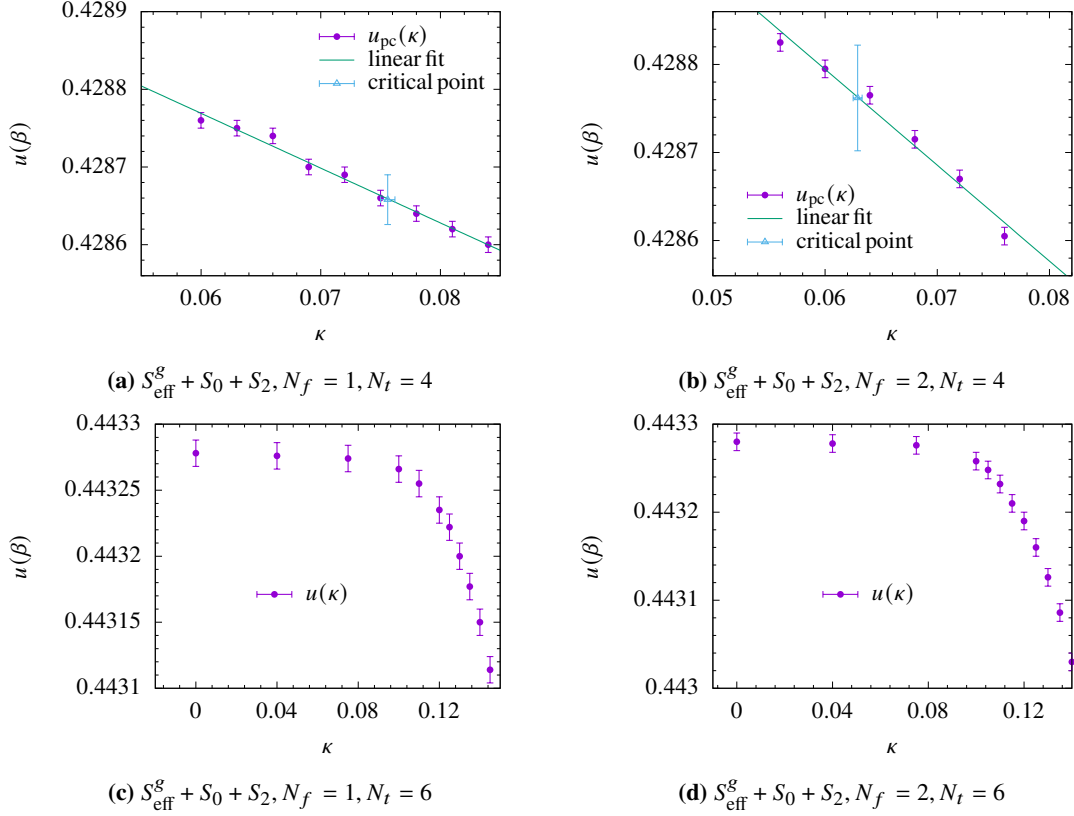 0.4289
0.4288
0.4287
0.4286
u(β)
0.06
0.07
0.08
κ
u_pc(κ)
linear fit
critical point
(a) S^g_eff + S_0 + S_2, N_f = 1, N_t = 4
0.4288
0.4287
0.4286
u(β)
0.05
0.06
0.07
0.08
κ
u_pc(κ)
linear fit
critical point
(b) S^g_eff + S_0 + S_2, N_f = 2, N_t = 4
0.4433
0.44325
0.4432
0.44315
0.4431
u(β)
0
0.04
0.08
0.12
κ
u(κ)
(c) S^g_eff + S_0 + S_2, N_f = 1, N_t = 6
0.4433
0.4432
0.4431
0.443
u(β)
0
0.04
0.08
0.12
κ
u(κ)
(d) S^g_eff + S_0 + S_2, N_f = 2, N_t = 6